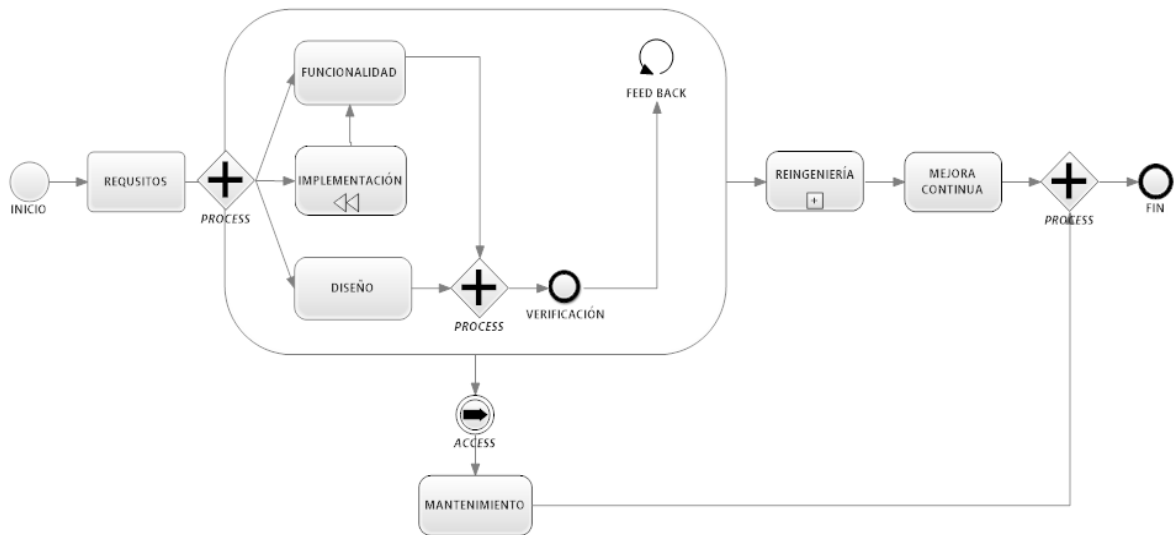 INICIO
REQUSITOS
PROCESS
FUNCIONALIDAD
IMPLEMENTACIÓN
DISEÑO
PROCESS
VERIFICACIÓN
FEED BACK
ACCESS
MANTENIMIENTO
REINGENIERÍA
MEJORA
CONTINUA
PROCESS
FIN